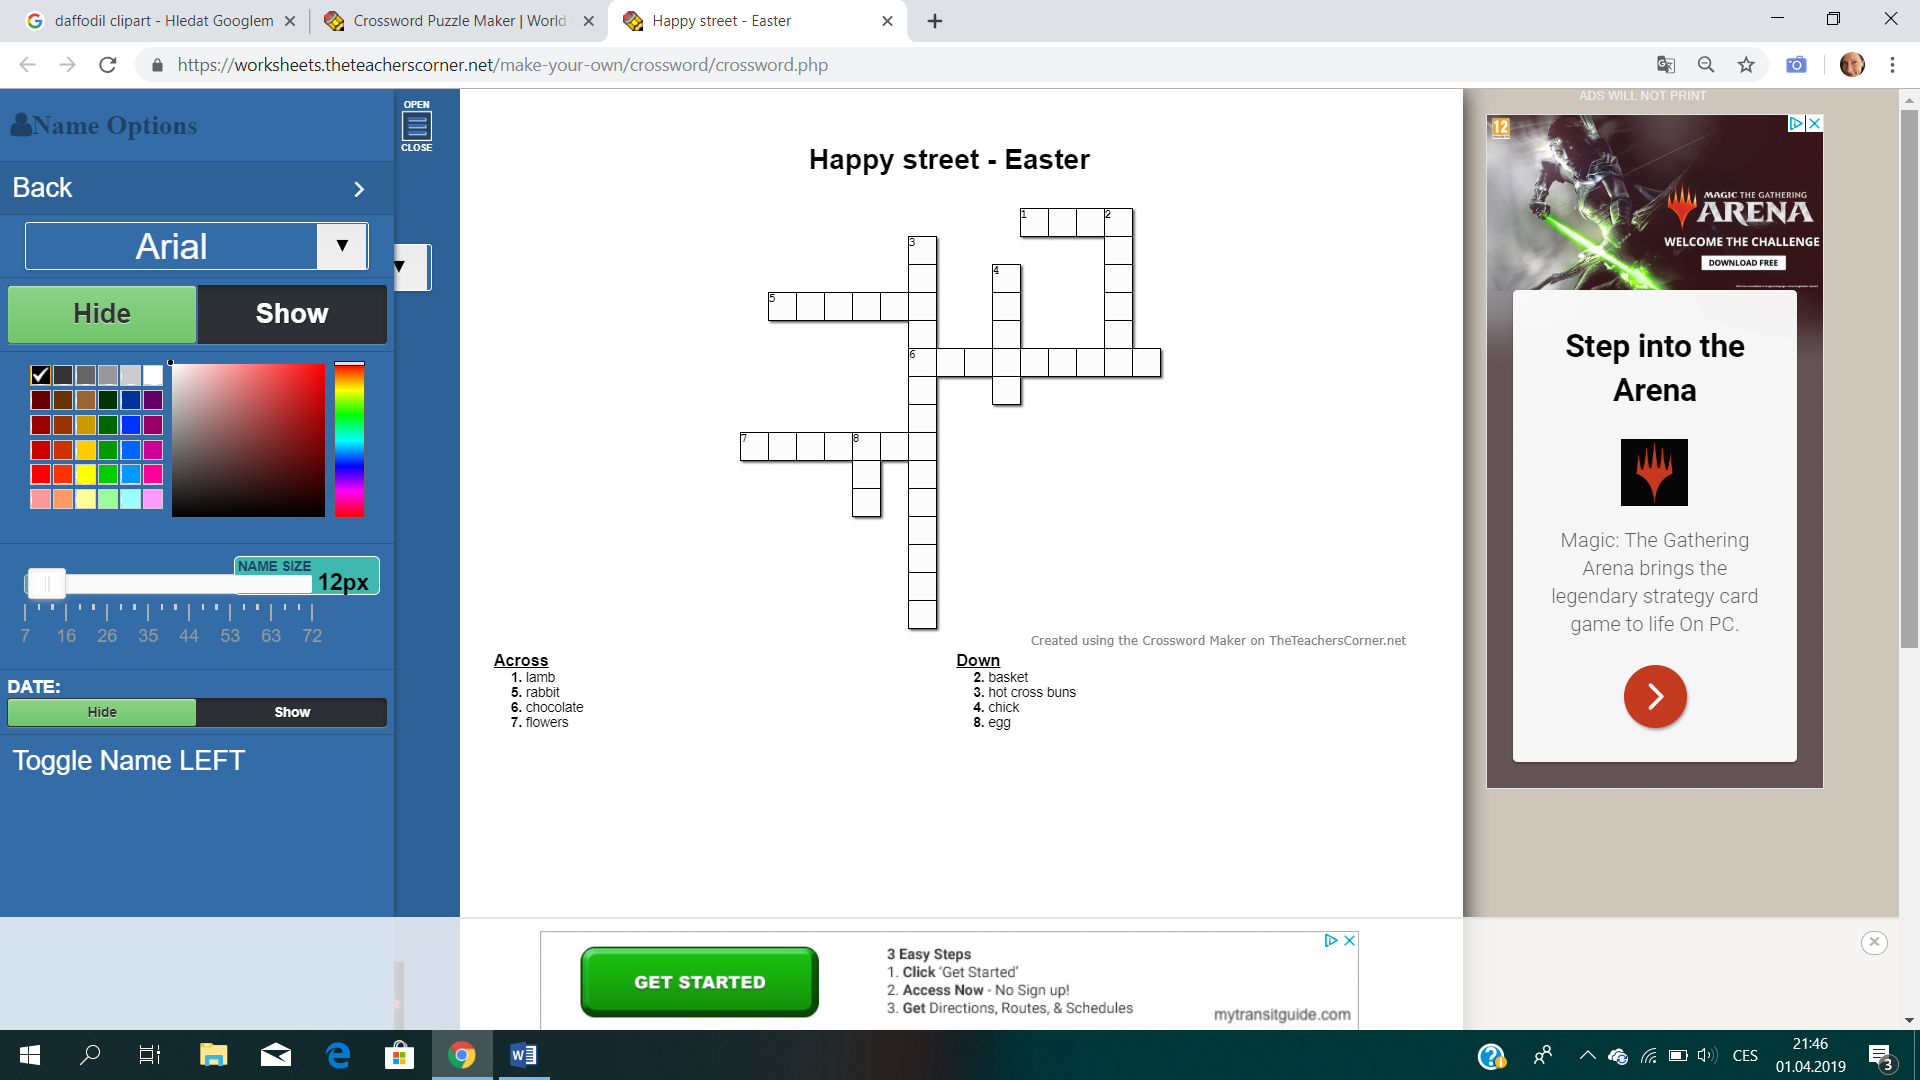 daffodil clipart - Hledat Googlem
Crossword Puzzle Maker | World
Happy street - Easter
https://worksheets.theteacherscorner.net/make-your-own/crossword/crossword.php
Name Options
Back
Arial
Hide
Show
NAME SIZE
12px
7 16 26 35 44 53 63 72
DATE:
Hide
Show
Toggle Name LEFT
OPEN
CLOSE
Happy street - Easter
1 2
3
4
5
6
7 8
Created using the Crossword Maker on TheTeachersCorner.net
Across
1. lamb
5. rabbit
6. chocolate
7. flowers
Down
2. basket
3. hot cross buns
4. chick
8. egg
ADS WILL NOT PRINT
12
MAGIC THE GATHERING
ARENA
WELCOME THE CHALLENGE
DOWNLOAD FREE
Step into the
Arena
Magic: The Gathering
Arena brings the
legendary strategy card
game to life On PC.
GET STARTED
3 Easy Steps
1. Click 'Get Started'
2. Access Now - No Sign up!
3. Get Directions, Routes, & Schedules
mytransitguide.com
CES
21:46
01.04.2019
3